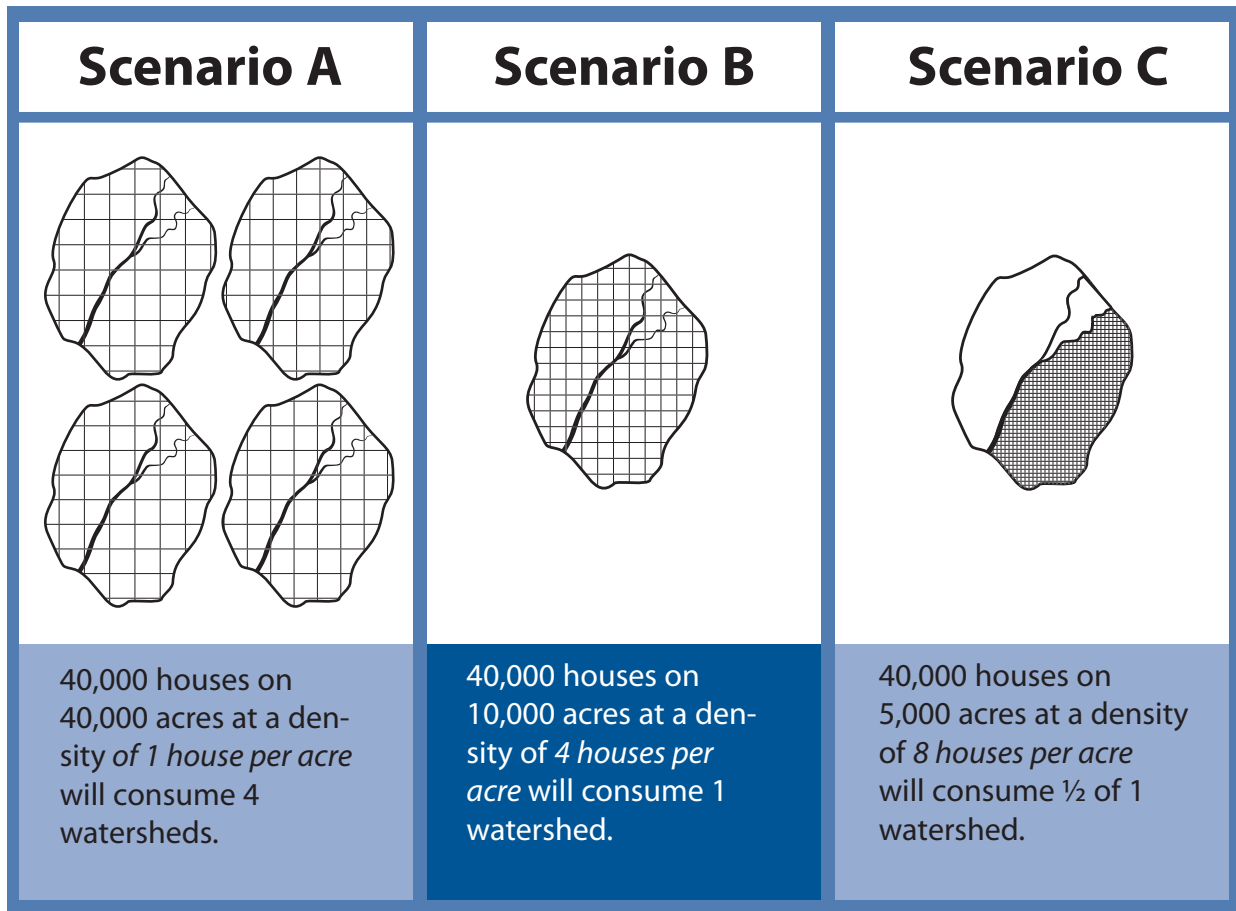 Scenario A
Scenario B
Scenario C
40,000 houses on
40,000 acres at a den-
sity of 1 house per acre
will consume 4
watersheds.
40,000 houses on
10,000 acres at a den-
sity of 4 houses per
acre will consume 1
watershed.
40,000 houses on
5,000 acres at a density
of 8 houses per acre
will consume ½ of 1
watershed.